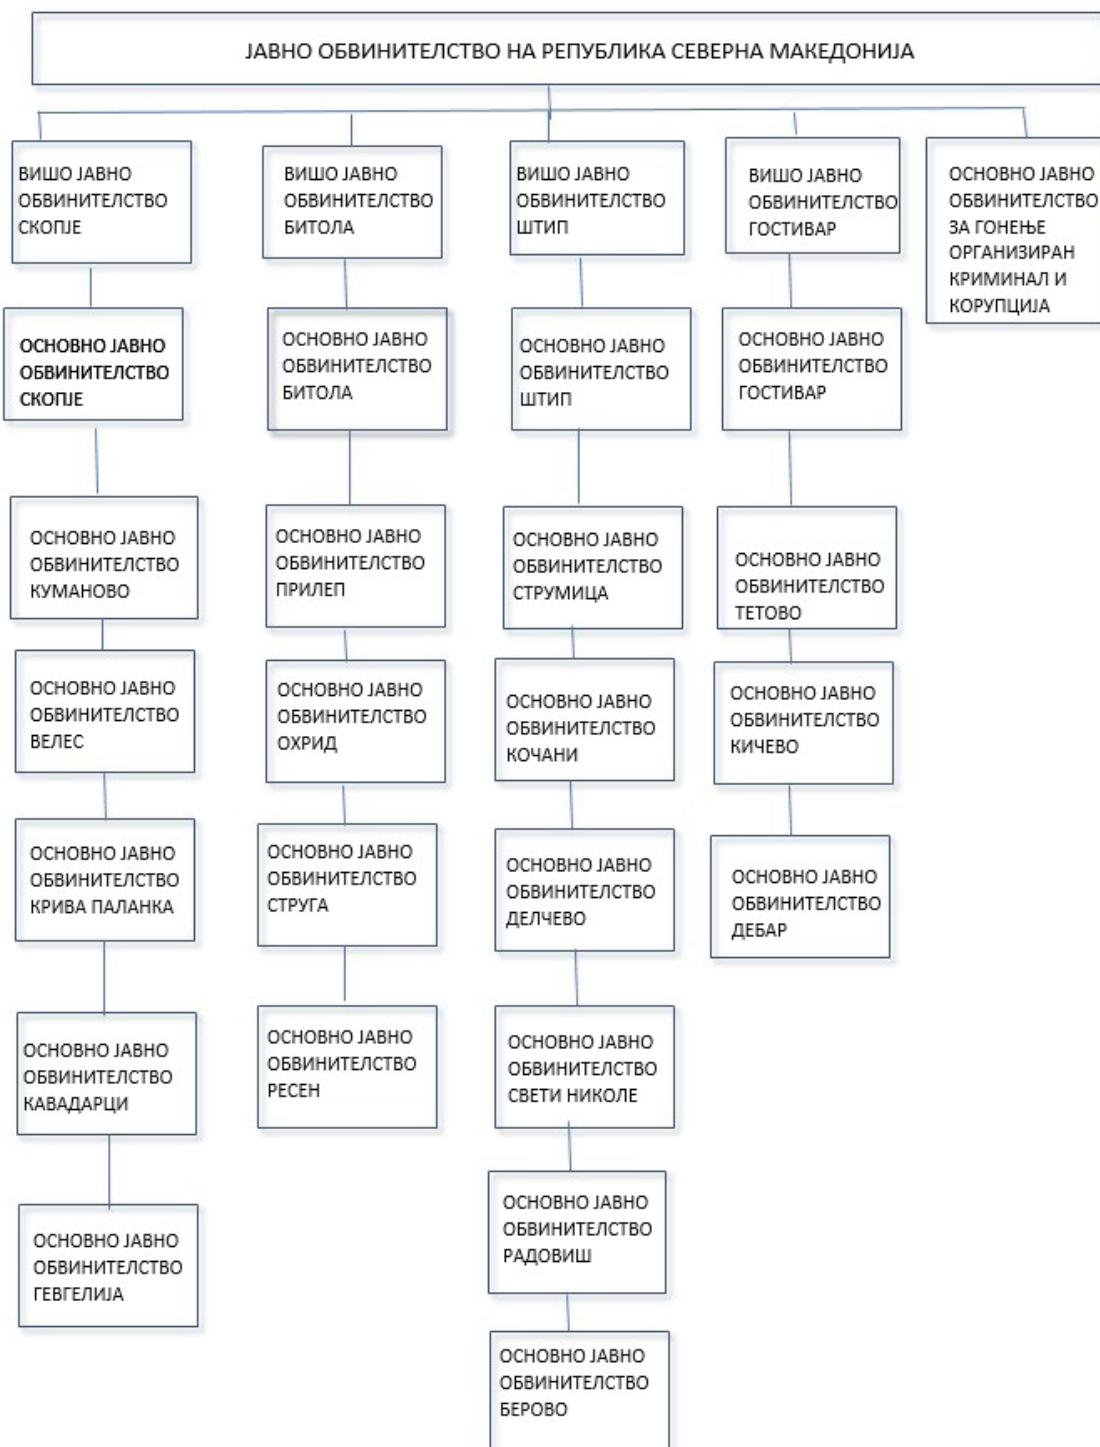 ЈАВНО ОБВИНИТЕЛСТВО НА РЕПУБЛИКА СЕВЕРНА МАКЕДОНИЈА
ВИШО ЈАВНО
ОБВИНИТЕЛСТВО
СКОПЈЕ
ОСНОВНО ЈАВНО
ОБВИНИТЕЛСТВО
СКОПЈЕ
ОСНОВНО ЈАВНО
ОБВИНИТЕЛСТВО
КУМАНОВО
ОСНОВНО ЈАВНО
ОБВИНИТЕЛСТВО
ВЕЛЕС
ОСНОВНО ЈАВНО
ОБВИНИТЕЛСТВО
КРИВА ПАЛАНКА
ОСНОВНО ЈАВНО
ОБВИНИТЕЛСТВО
КАВАДАРЦИ
ОСНОВНО ЈАВНО
ОБВИНИТЕЛСТВО
ГЕВГЕЛИЈА
ВИШО ЈАВНО
ОБВИНИТЕЛСТВО
БИТОЛА
ОСНОВНО ЈАВНО
ОБВИНИТЕЛСТВО
БИТОЛА
ОСНОВНО ЈАВНО
ОБВИНИТЕЛСТВО
ПРИЛЕП
ОСНОВНО ЈАВНО
ОБВИНИТЕЛСТВО
ОХРИД
ОСНОВНО ЈАВНО
ОБВИНИТЕЛСТВО
СТРУГА
ОСНОВНО ЈАВНО
ОБВИНИТЕЛСТВО
РЕСЕН
ВИШО ЈАВНО
ОБВИНИТЕЛСТВО
ШТИП
ОСНОВНО ЈАВНО
ОБВИНИТЕЛСТВО
ШТИП
ОСНОВНО ЈАВНО
ОБВИНИТЕЛСТВО
СТРУМИЦА
ОСНОВНО ЈАВНО
ОБВИНИТЕЛСТВО
КОЧАНИ
ОСНОВНО ЈАВНО
ОБВИНИТЕЛСТВО
ДЕЛЧЕВО
ОСНОВНО ЈАВНО
ОБВИНИТЕЛСТВО
СВЕТИ НИКОЛЕ
ОСНОВНО ЈАВНО
ОБВИНИТЕЛСТВО
РАДОВИШ
ОСНОВНО ЈАВНО
ОБВИНИТЕЛСТВО
БЕРОВО
ВИШО ЈАВНО
ОБВИНИТЕЛСТВО
ГОСТИВАР
ОСНОВНО ЈАВНО
ОБВИНИТЕЛСТВО
ГОСТИВАР
ОСНОВНО ЈАВНО
ОБВИНИТЕЛСТВО
ТЕТОВО
ОСНОВНО ЈАВНО
ОБВИНИТЕЛСТВО
КИЧЕВО
ОСНОВНО ЈАВНО
ОБВИНИТЕЛСТВО
ДЕБАР
ОСНОВНО ЈАВНО
ОБВИНИТЕЛСТВО
ЗА ГОНЕЊЕ
ОРГАНИЗИРАН
КРИМИНАЛ И
КОРУПЦИЈА